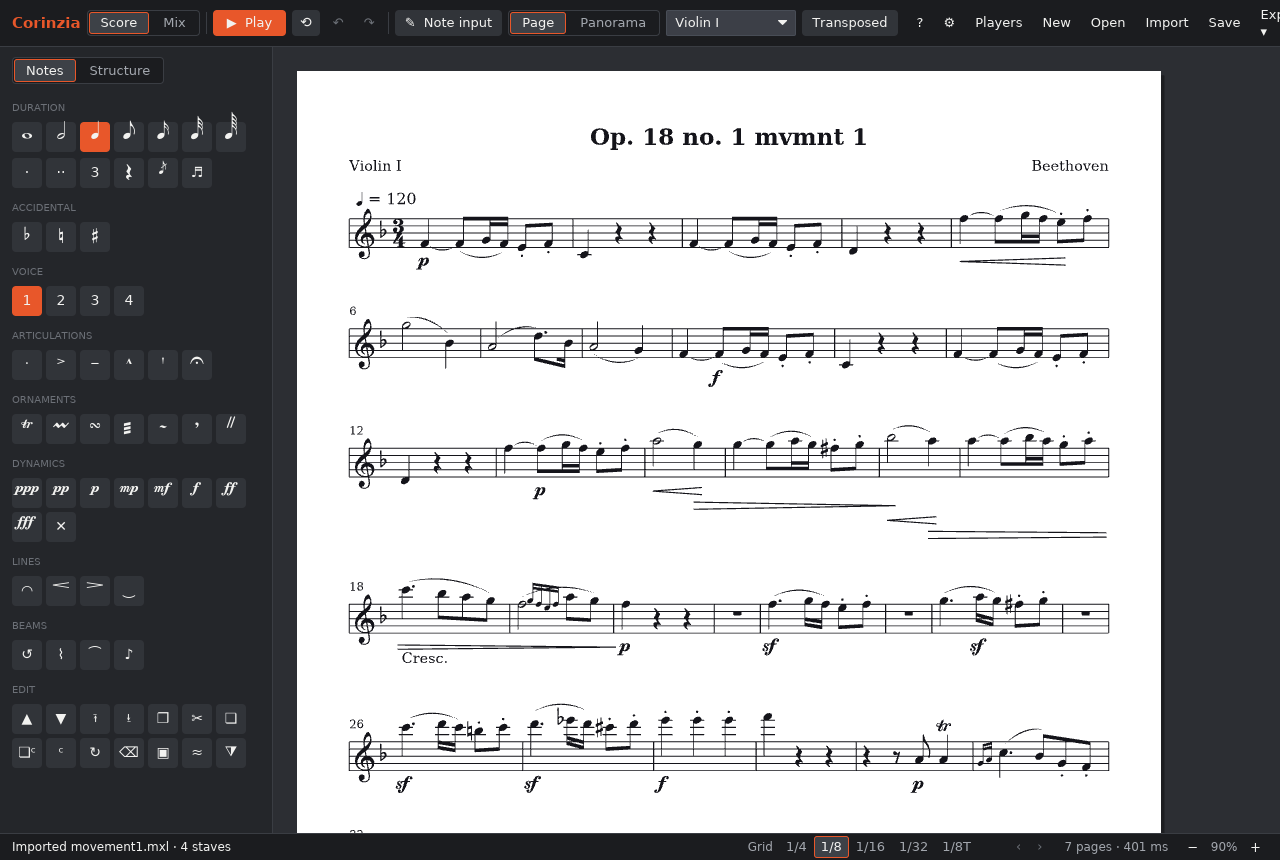 Corinzia Score Mix ▶ Play Note input Page Panorama Violin I Transposed ? Players New Open Import Save Exp
Notes Structure
DURATION
3
ACCIDENTAL
VOICE
1 2 3 4
ARTICULATIONS
ORNAMENTS
tr
DYNAMICS
ppp pp p mp mf f ff
fff ×
LINES
BEAMS
EDIT
Op. 18 no. 1 mvmnt 1
Violin I Beethoven
♩ = 120
3
4
p
6
f
12
p
18
p sf sf
Cresc.
26
tr
sf sf f p
Imported movement1.mxl · 4 staves Grid 1/4 1/8 1/16 1/32 1/8T ‹ › 7 pages · 401 ms − 90% +